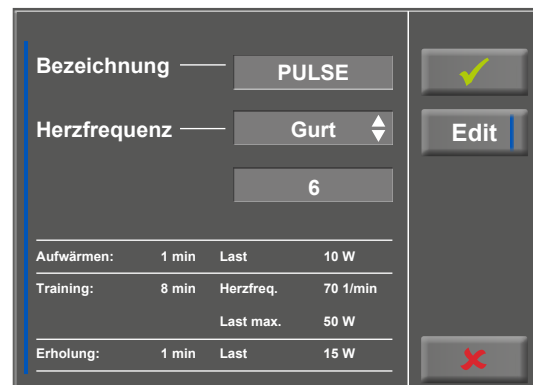 Bezeichnung PULSE
Herzfrequenz Gurt
6
Aufwärmen: 1 min Last 10 W
Training: 8 min Herzfreq. 70 1/min
Last max. 50 W
Erholung: 1 min Last 15 W
Edit